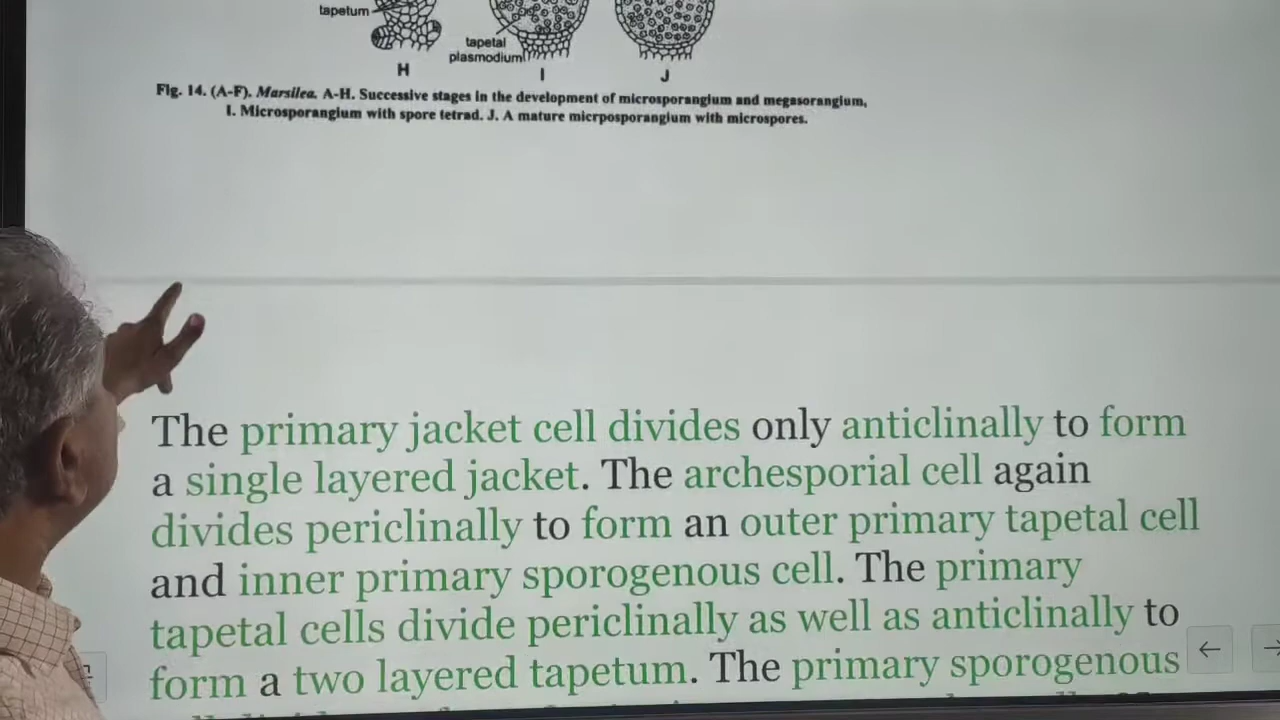 tapetum
tapetal
plasmodium
H
I
J
Fig. 14. (A-F). Marsilea. A-H. Successive stages in the development of microsporangium and megasorangium,
I. Microsporangium with spore tetrad. J. A mature micrposporangium with microspores.
The primary jacket cell divides only anticlinally to form
a single layered jacket. The archesporial cell again
divides periclinally to form an outer primary tapetal cell
and inner primary sporogenous cell. The primary
tapetal cells divide periclinally as well as anticlinally to
form a two layered tapetum. The primary sporogenous